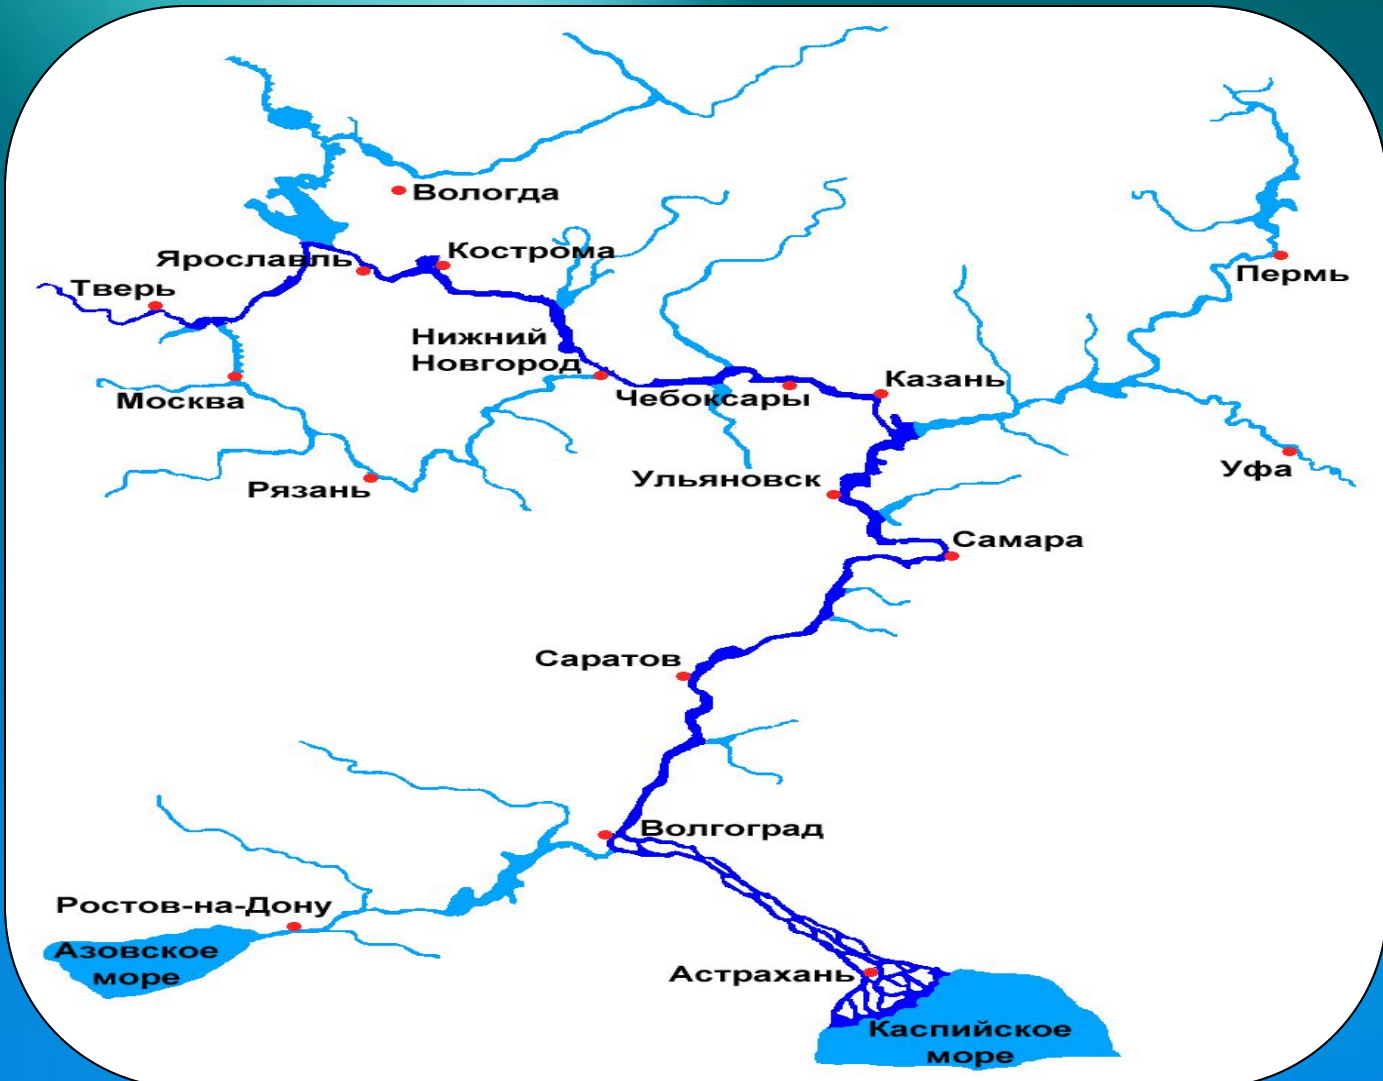 Вологда
Кострома
Ярославль
Тверь
Пермь
Нижний
Новгород
Казань
Чебоксары
Москва
Уфа
Ульяновск
Рязань
Самара
Саратов
Волгоград
Ростов-на-Дону
Азовское
море
Астрахань
Каспийское
море